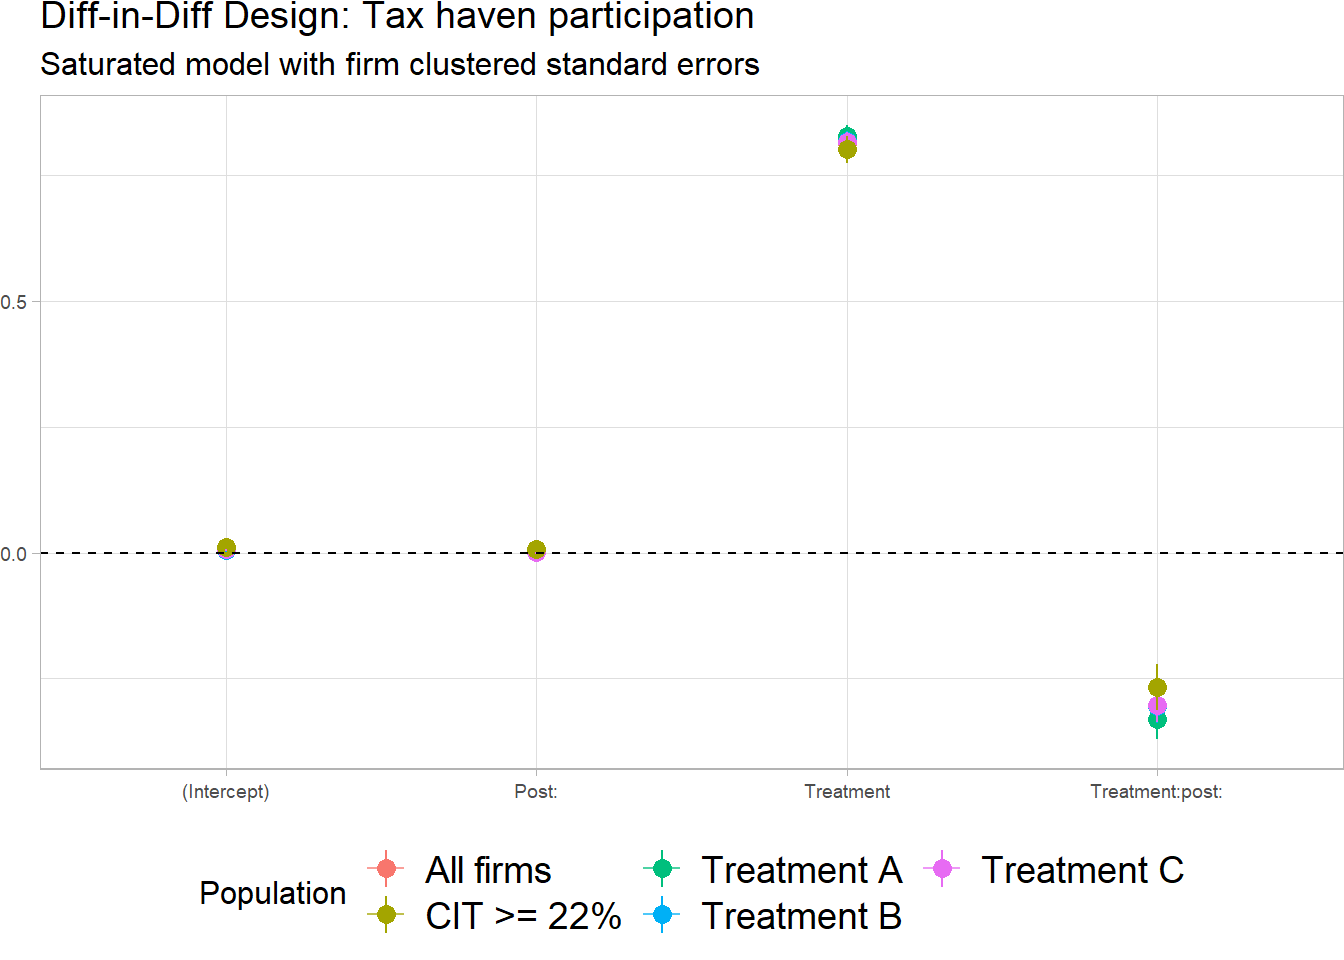 Diff-in-Diff Design: Tax haven participation
Saturated model with firm clustered standard errors
0.5
0.0
(Intercept) Post: Treatment Treatment:post:
Population
All firms Treatment A Treatment C
CIT >= 22% Treatment B